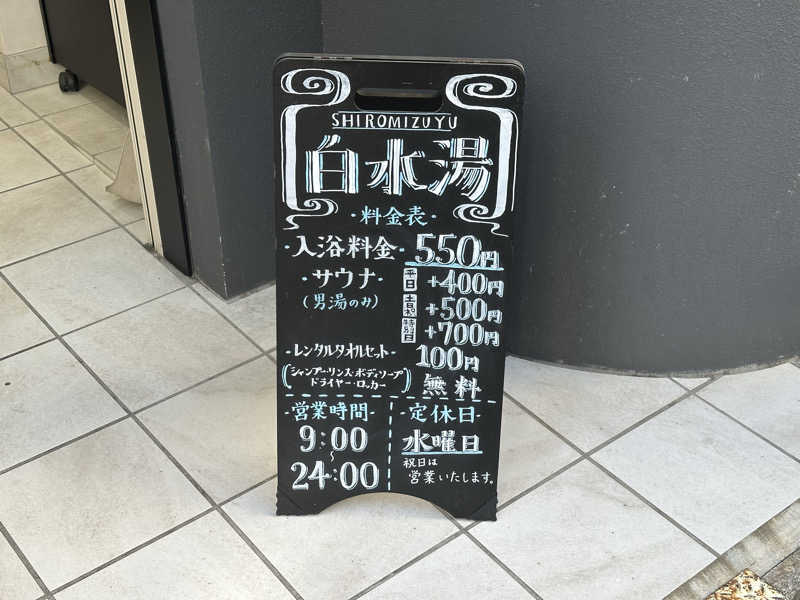 SHIROMIZUYU
白水湯
・料金表・
・入浴料金・ 550円
・サウナ・ 平日 +400円
(男湯のみ) 土日祝 +500円
特別日 +700円
・レンタルタオルセット・ 100円
(シャンプー・リンス・ボディソープ
ドライヤー・ロッカー) 無料
・営業時間・
9:00
~
24:00
・定休日・
水曜日
祝日は
営業いたします。